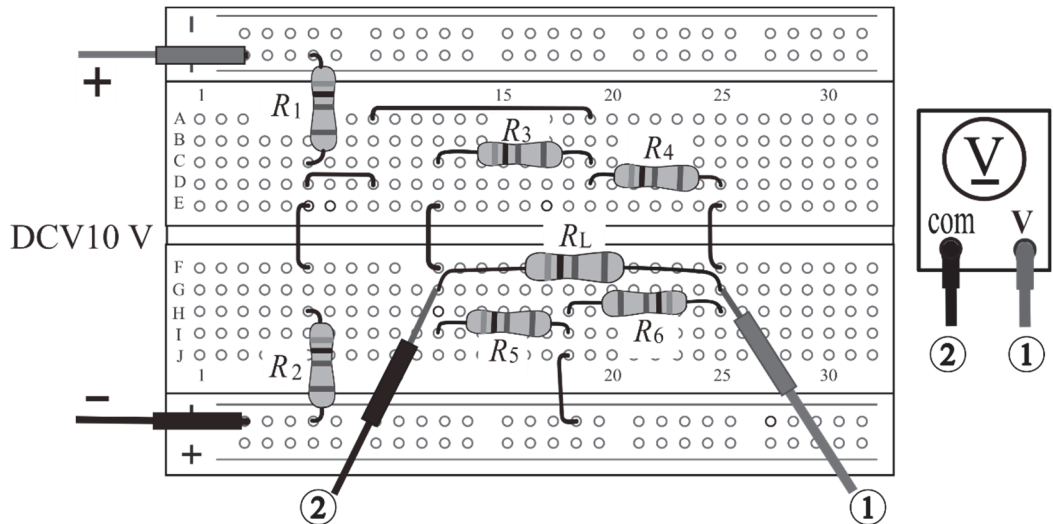 1 15 20 25 30
A
B
C
D
E
R1
R3
R4
+
DCV10 V
V
com V
② ①
F
G
H
I
J
RL
R6
R5
R2
1 20 25 30
-
+
② ①